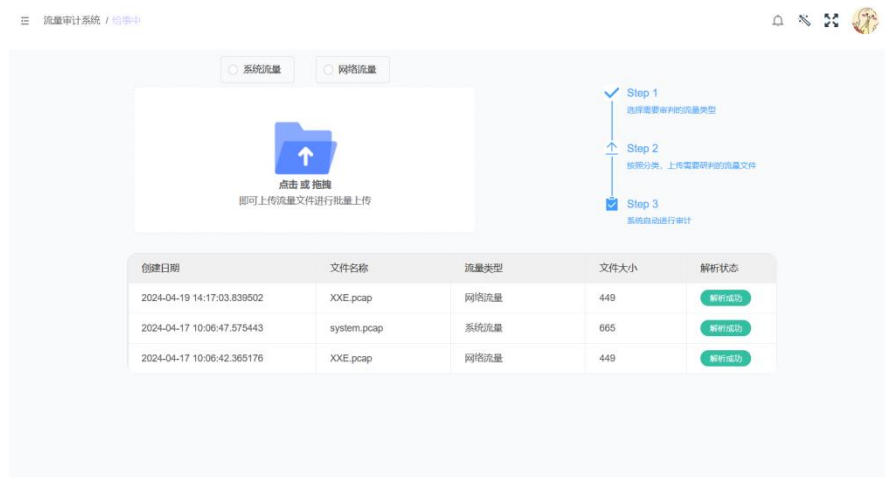 流量审计系统 / 给事中
系统流量 网络流量
点击 或 拖拽
即可上传流量文件进行批量上传
Step 1
选择需要审判的流量类型
Step 2
按照分类，上传需要研判的流量文件
Step 3
系统自动进行审计
创建日期 文件名称 流量类型 文件大小 解析状态
2024-04-19 14:17:03.839502 XXE.pcap 网络流量 449 解析成功
2024-04-17 10:06:47.575443 system.pcap 系统流量 665 解析成功
2024-04-17 10:06:42.365176 XXE.pcap 网络流量 449 解析成功